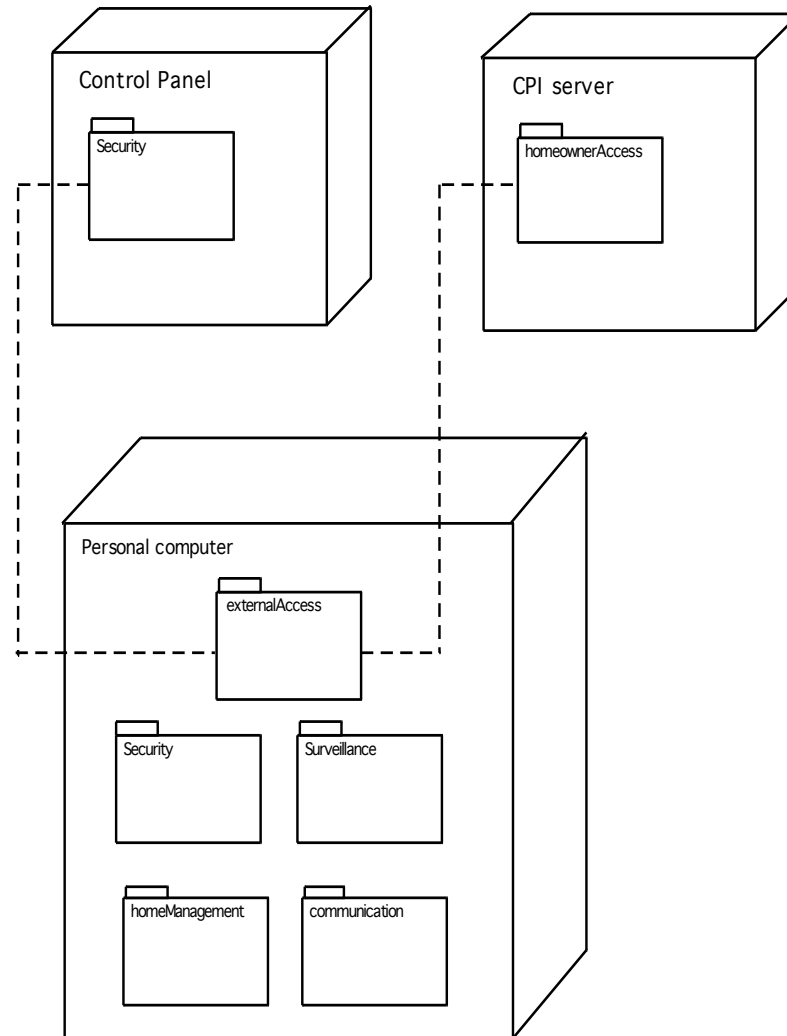 Control Panel
Security
CPI server
homeownerAccess
Personal computer
externalAccess
Security
Surveillance
homeManagement
communication